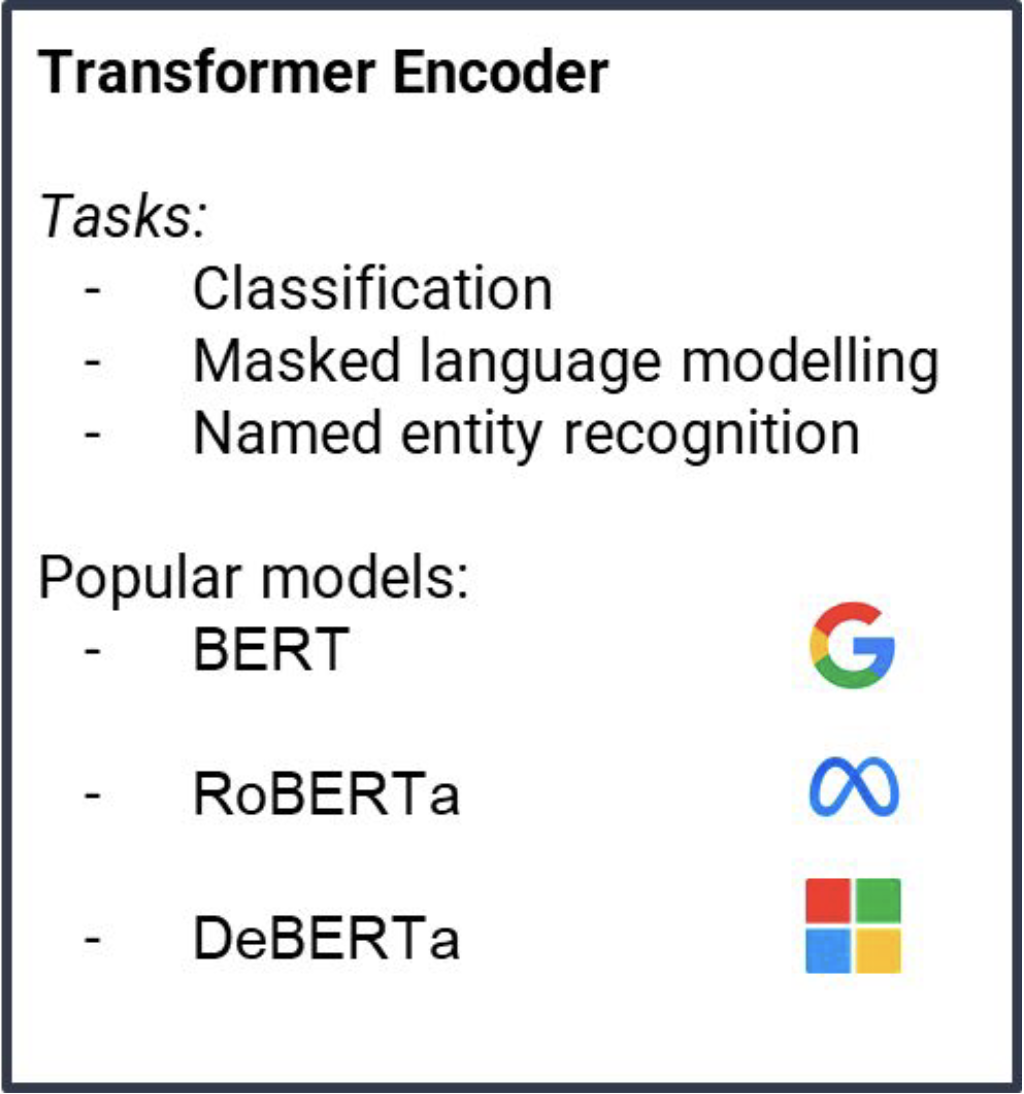 Transformer Encoder
Tasks:
- Classification
- Masked language modelling
- Named entity recognition
Popular models:
- BERT
- RoBERTa
- DeBERTa